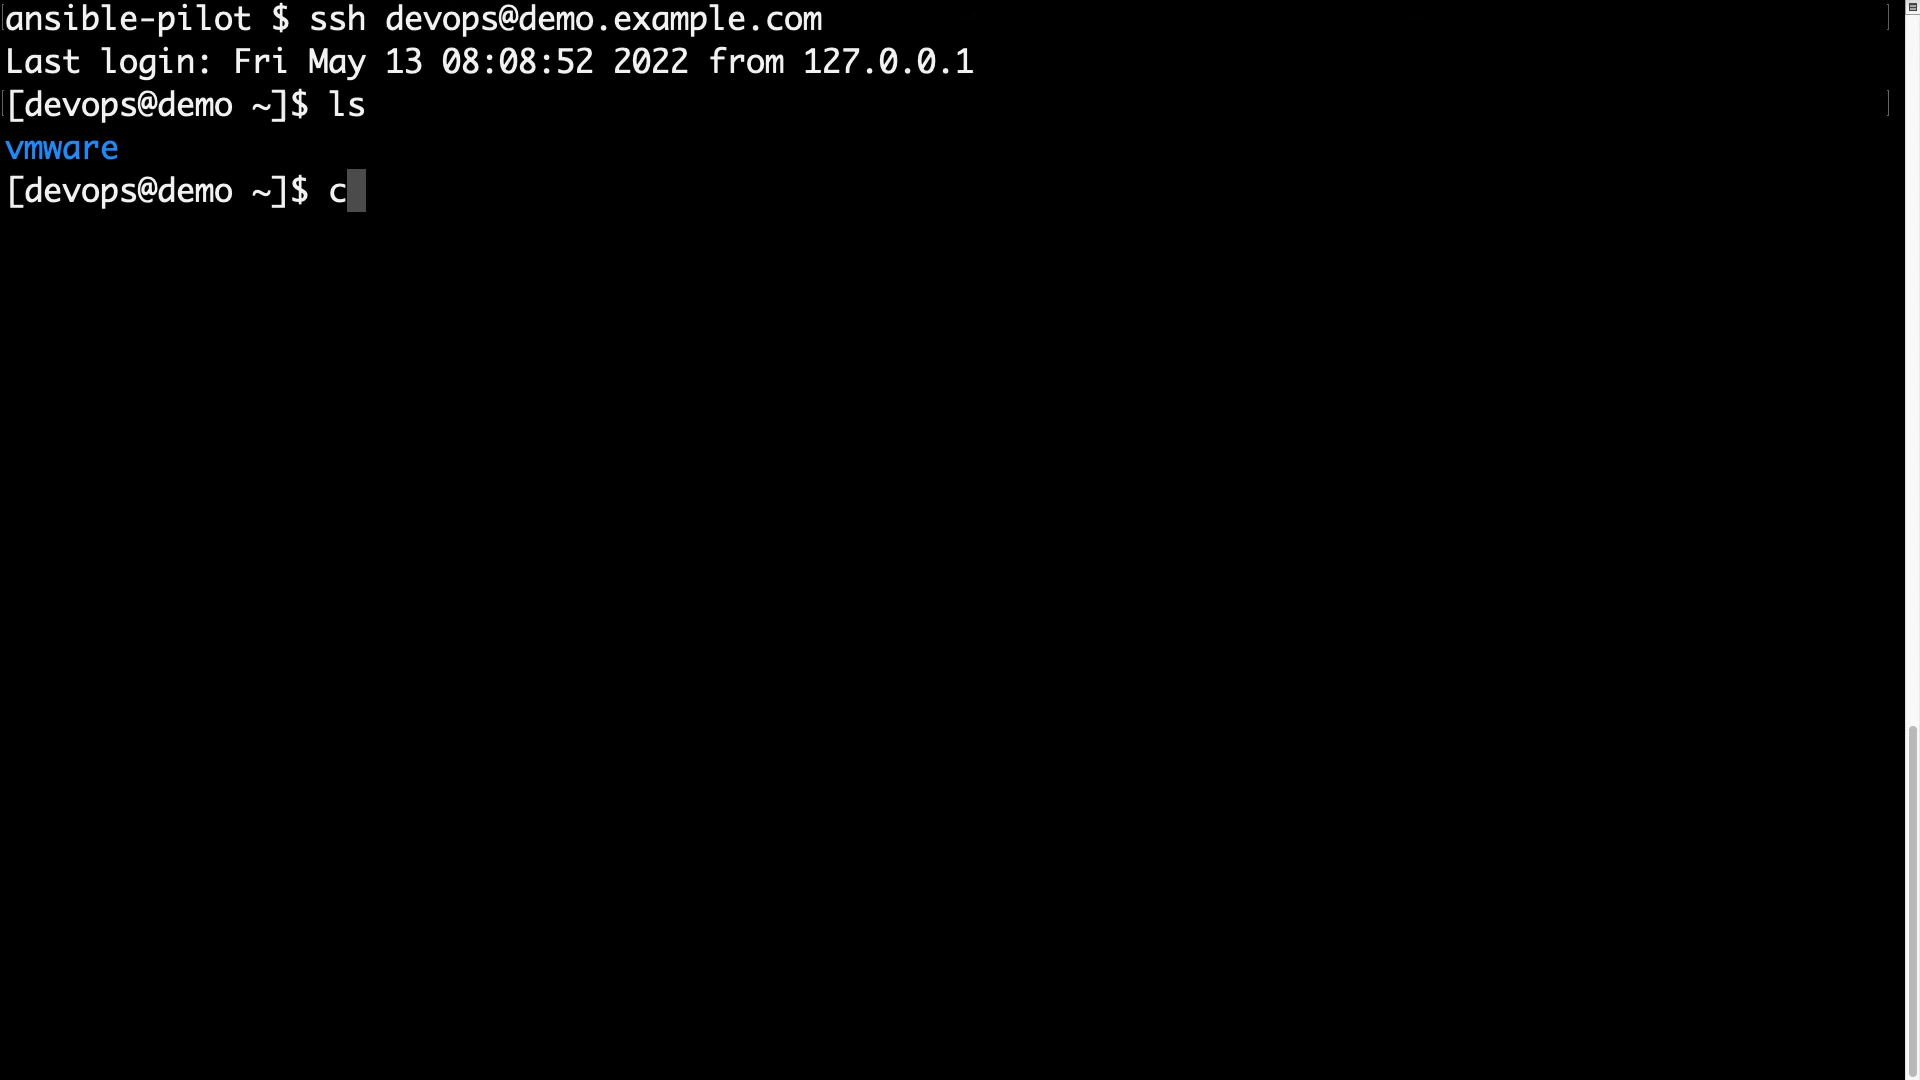 ansible-pilot $ ssh devops@demo.example.com
Last login: Fri May 13 08:08:52 2022 from 127.0.0.1
[devops@demo ~]$ ls
vmware
[devops@demo ~]$ c